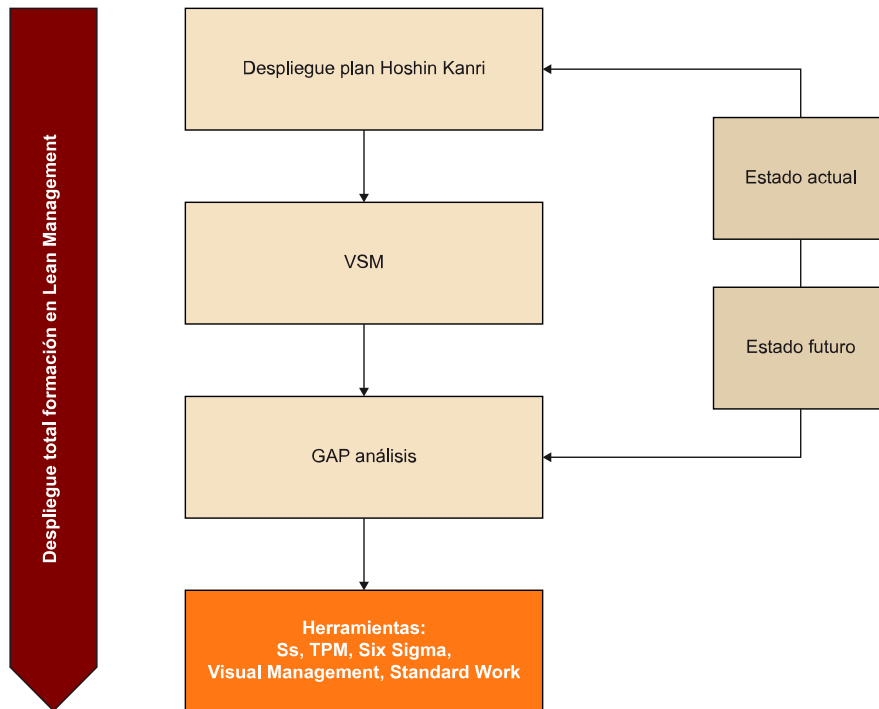 Despliegue total formación en Lean Management
Despliegue plan Hoshin Kanri
Estado actual
VSM
Estado futuro
GAP análisis
Herramientas:
Ss, TPM, Six Sigma,
Visual Management, Standard Work